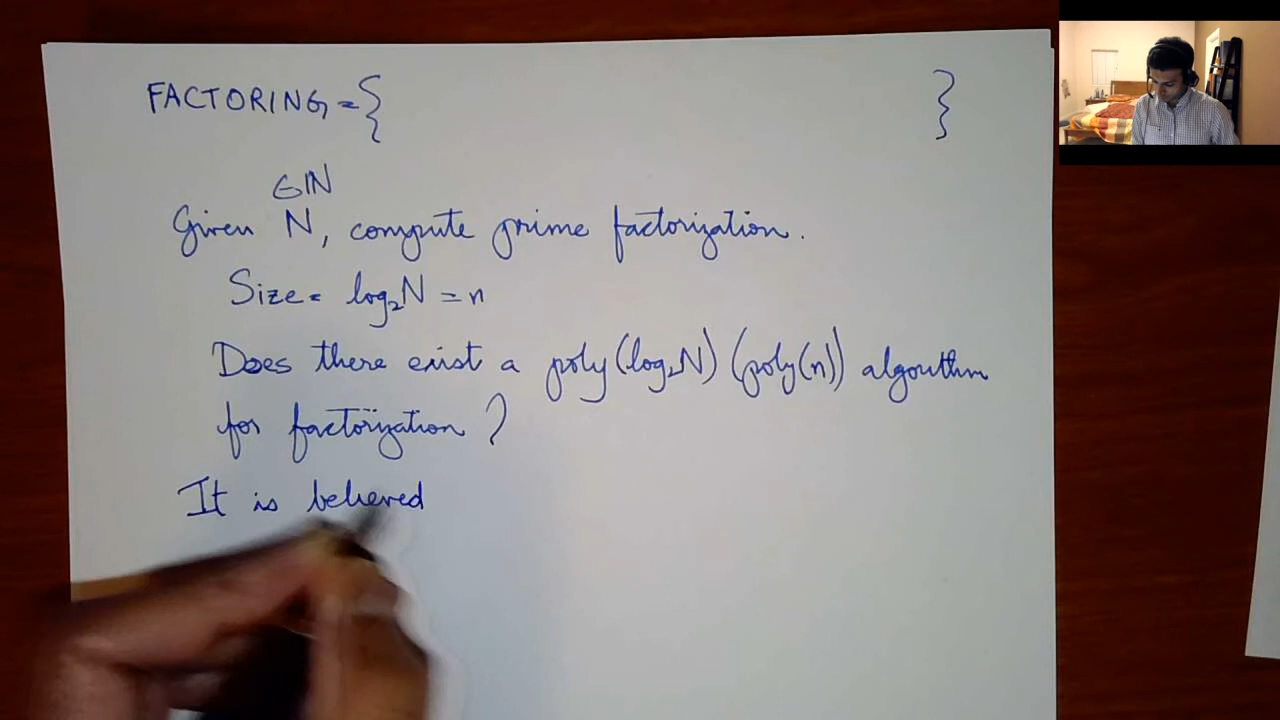 FACTORING = { }
∈ ℕ
Given N, compute prime factorization.
Size = log₂N = n
Does there exist a poly(log₂N) (poly(n)) algorithm
for factorization ?
It is believed